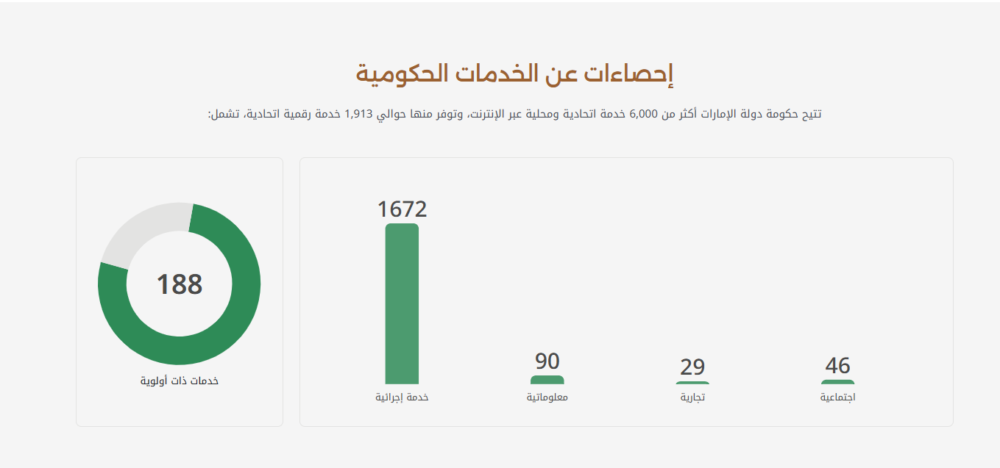 إحصاءات عن الخدمات الحكومية
تتيح حكومة دولة الإمارات أكثر من 6,000 خدمة اتحادية ومحلية عبر الإنترنت، وتوفر منها حوالي 1,913 خدمة رقمية اتحادية، تشمل:
46
اجتماعية
29
تجارية
90
معلوماتية
1672
خدمة إجرائية
188
خدمات ذات أولوية